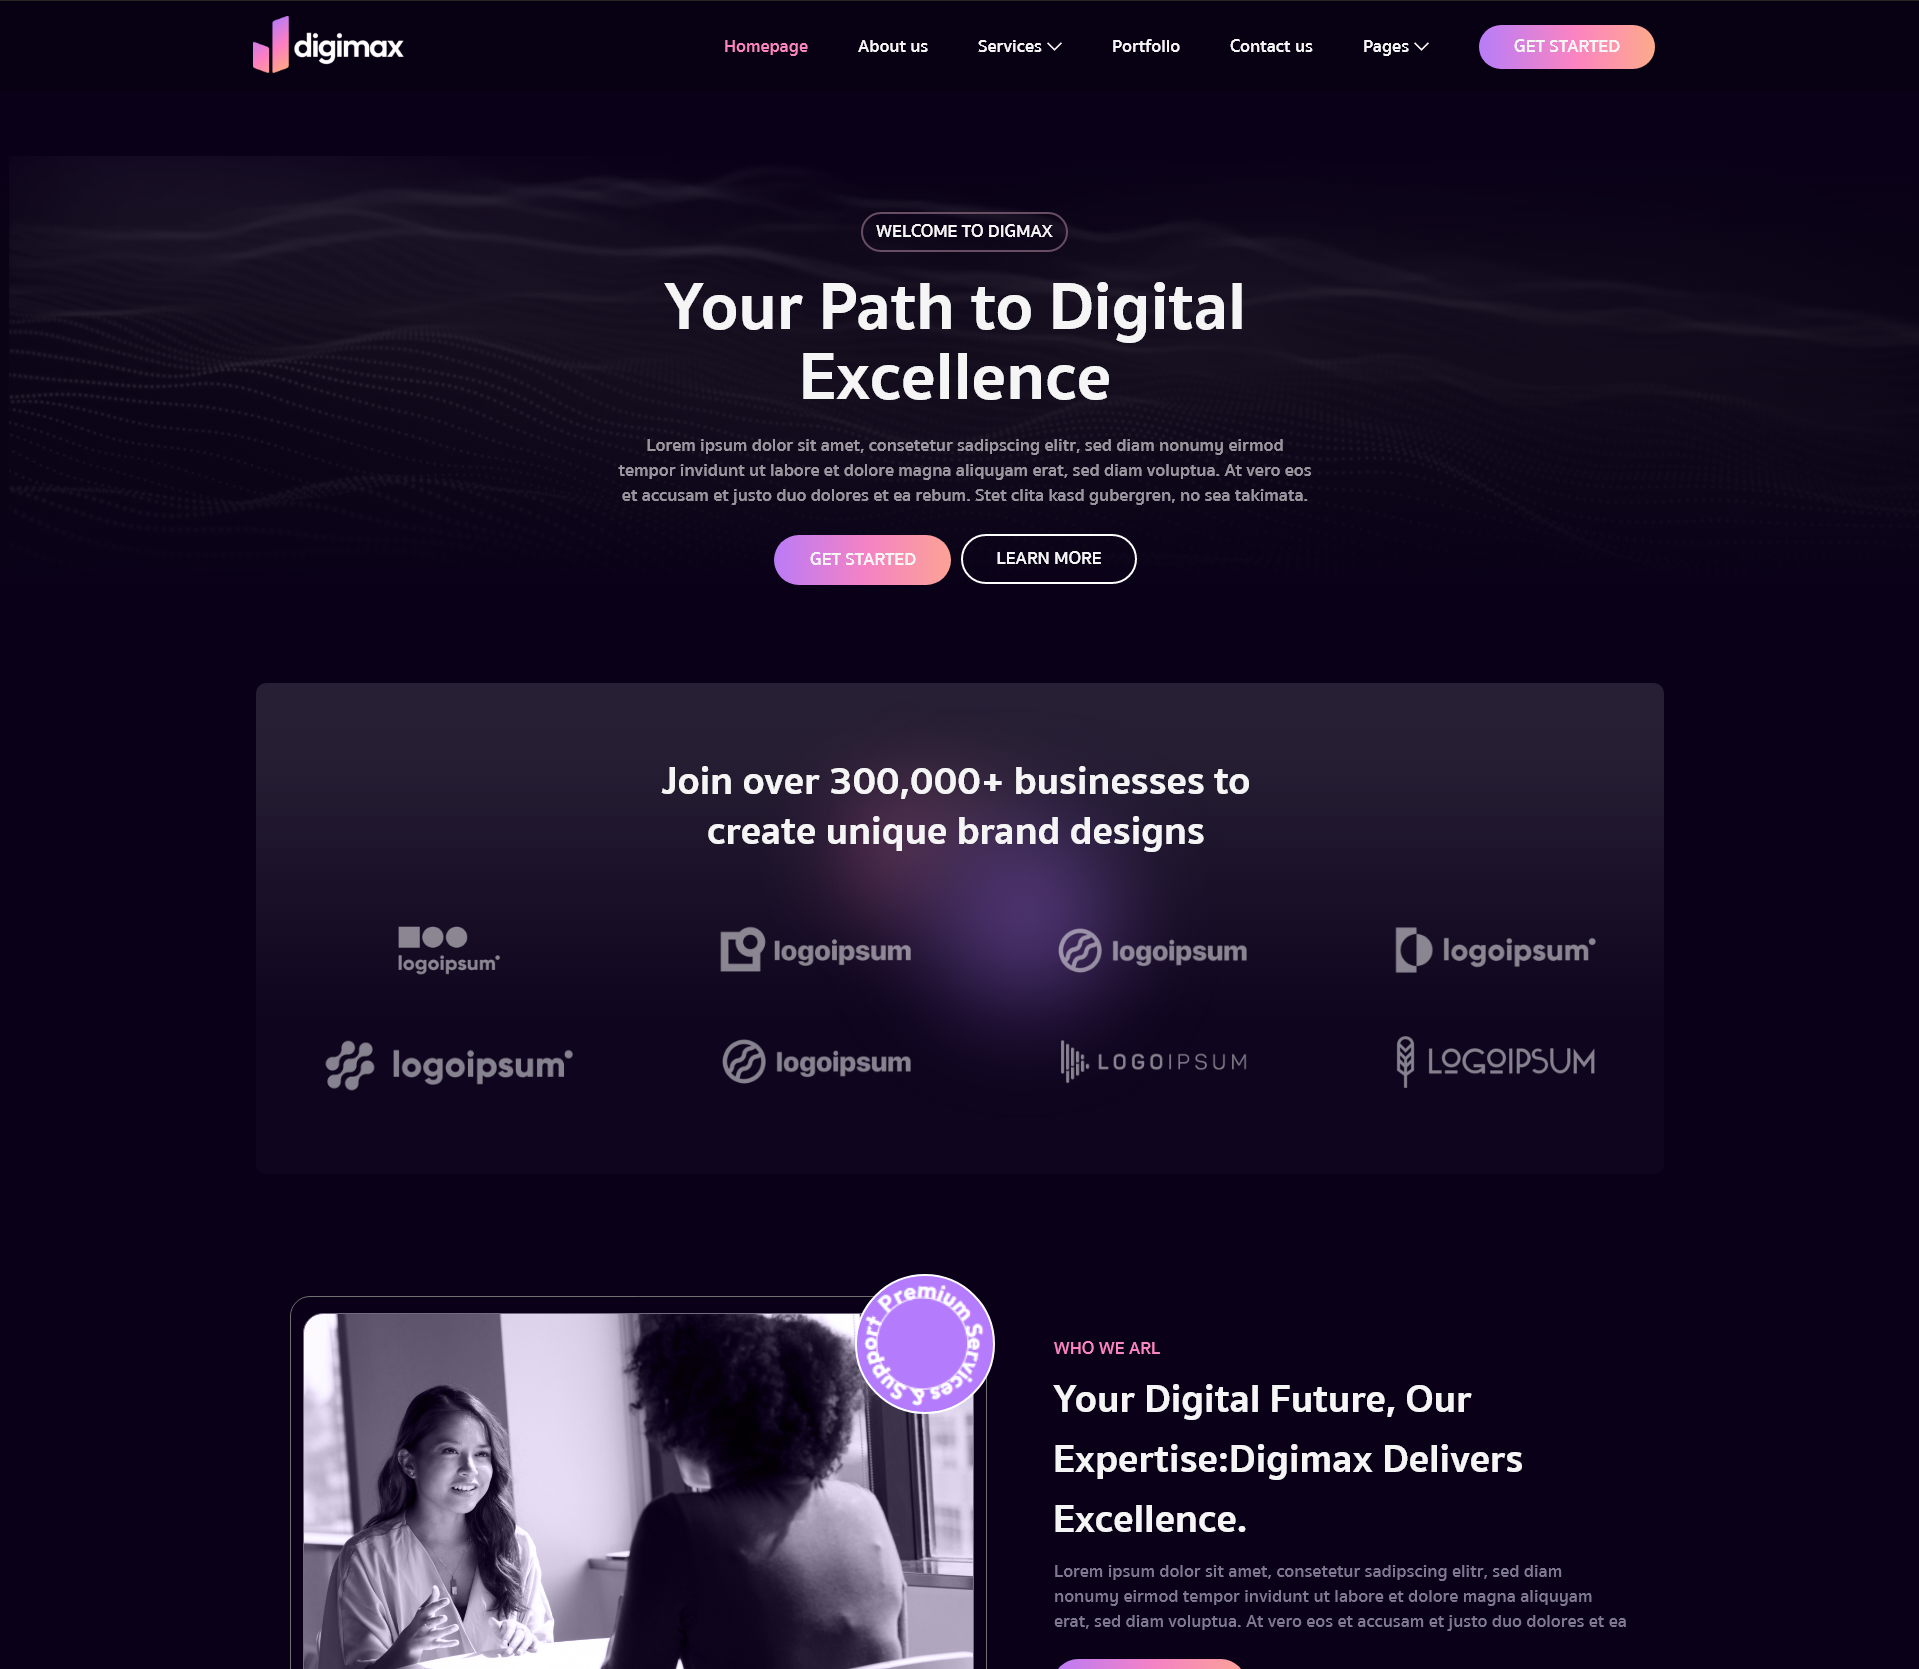 digimax
Homepage
About us
Services
Portfolio
Contact us
Pages
GET STARTED
WELCOME TO DIGMAX
Your Path to Digital
Excellence
Lorem ipsum dolor sit amet, consetetur sadipscing elitr, sed diam nonumy eirmod
tempor invidunt ut labore et dolore magna aliquyam erat, sed diam voluptua. At vero eos
et accusam et justo duo dolores et ea rebum. Stet clita kasd gubergren, no sea takimata.
GET STARTED
LEARN MORE
Join over 300,000+ businesses to
create unique brand designs
logoipsum
logoipsum
logoipsum
logoipsum
logoipsum
logoipsum
LOGOIPSUM
LOGOIPSUM
Premium Services & Support
WHO WE ARL
Your Digital Future, Our
Expertise:Digimax Delivers
Excellence.
Lorem ipsum dolor sit amet, consetetur sadipscing elitr, sed diam
nonumy eirmod tempor invidunt ut labore et dolore magna aliquyam
erat, sed diam voluptua. At vero eos et accusam et justo duo dolores et ea